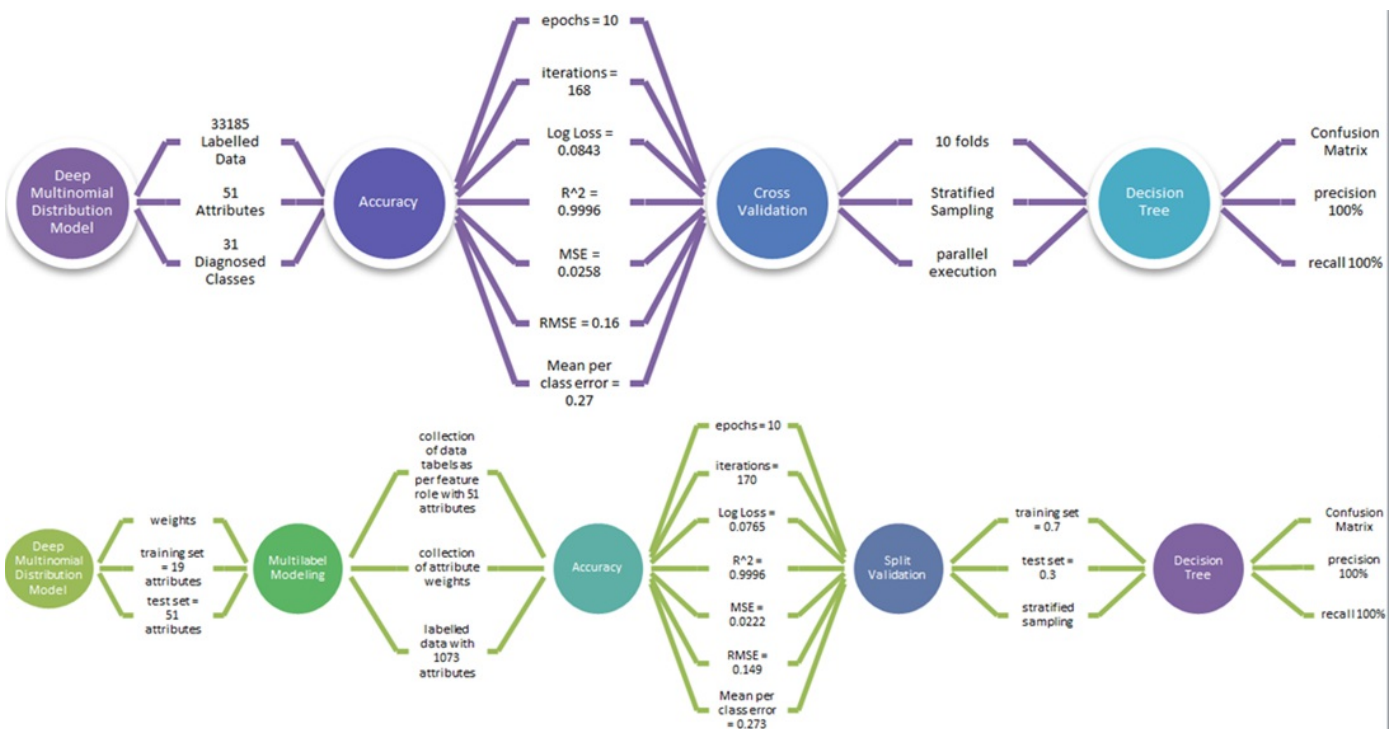 Deep
Multinomial
Distribution
Model
33185
Labelled
Data
51
Attributes
31
Diagnosed
Classes
Accuracy
epochs = 10
iterations =
168
Log Loss =
0.0843
R^2 =
0.9996
MSE =
0.0258
RMSE = 0.16
Mean per
class error =
0.27
Cross
Validation
10 folds
Stratified
Sampling
parallel
execution
Decision
Tree
Confusion
Matrix
precision
100%
recall 100%
Deep
Multinomial
Distribution
Model
weights
training set
= 19
attributes
test set =
51
attributes
Multilabel
Modeling
collection
of data
tabels as
per feature
role with 51
attributes
collection
of attribute
weights
labelled
data with
1073
attributes
Accuracy
epochs = 10
iterations =
170
Log Loss =
0.0765
R^2 =
0.9996
MSE =
0.0222
RMSE =
0.149
Mean per
class error
= 0.273
Split
Validation
training set
= 0.7
test set =
0.3
stratified
sampling
Decision
Tree
Confusion
Matrix
precision
100%
recall 100%